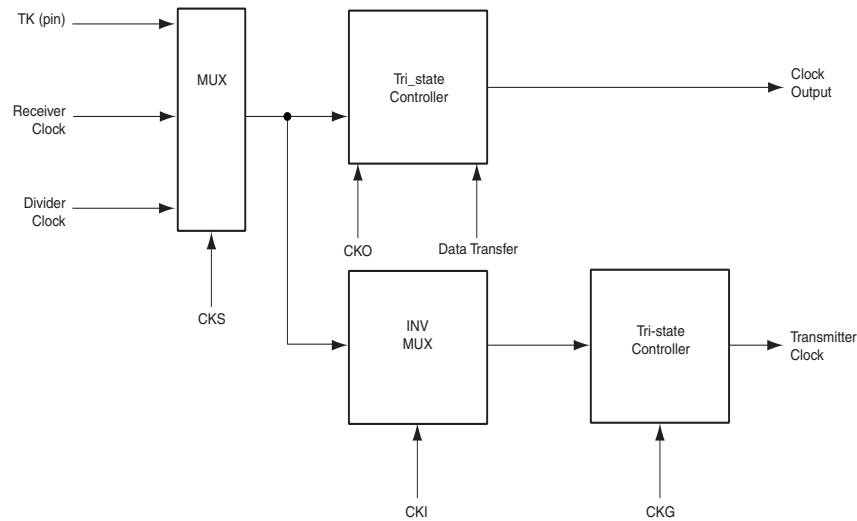 TK (pin)
MUX
Tri_state
Controller
Clock
Output
Receiver
Clock
Divider
Clock
CKO
Data Transfer
CKS
INV
MUX
Tri-state
Controller
Transmitter
Clock
CKI
CKG